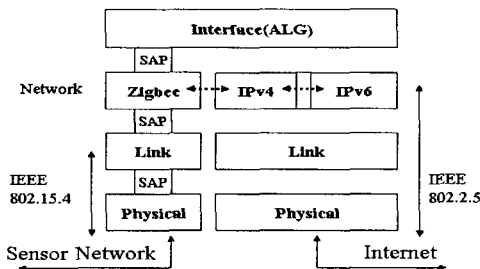 Interface(ALG)
SAP
Network
Zigbee
IPv4
IPv6
SAP
Link
Link
IEEE
802.15.4
SAP
IEEE
802.2.5
Physical
Physical
Sensor Network
Internet